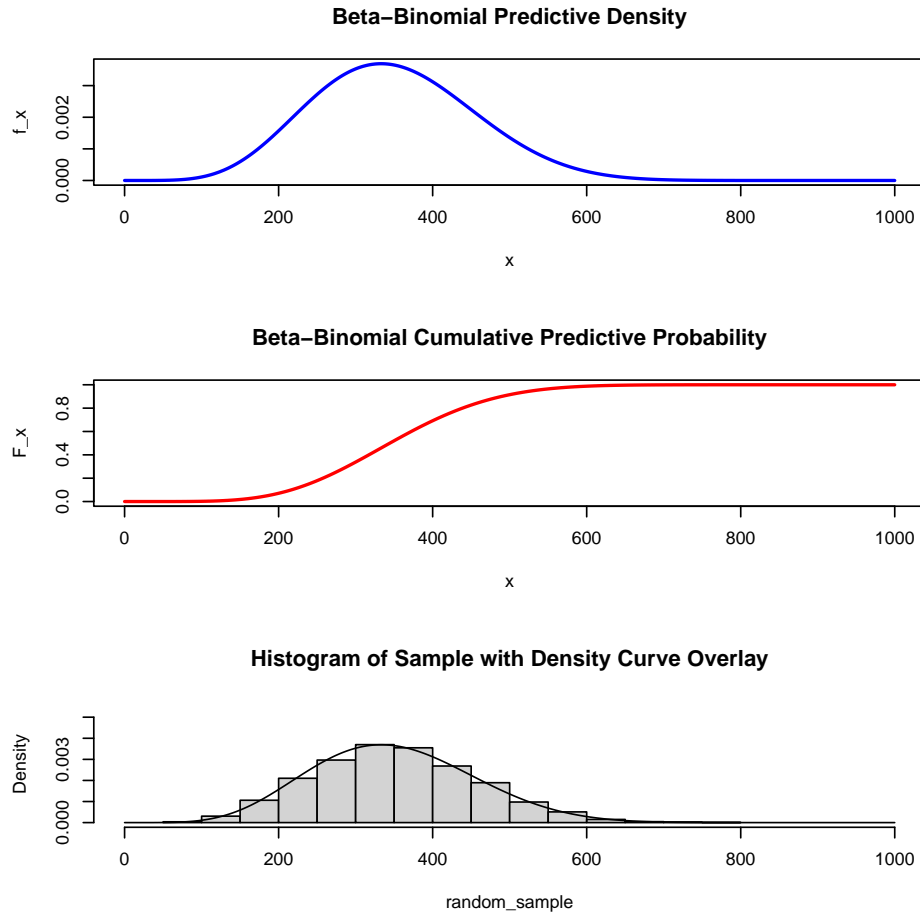 Beta−Binomial Predictive Density
f_x
0.002
0.000
0 200 400 600 800 1000
x
Beta−Binomial Cumulative Predictive Probability
F_x
0.8
0.4
0.0
0 200 400 600 800 1000
x
Histogram of Sample with Density Curve Overlay
Density
0.003
0.000
0 200 400 600 800 1000
random_sample